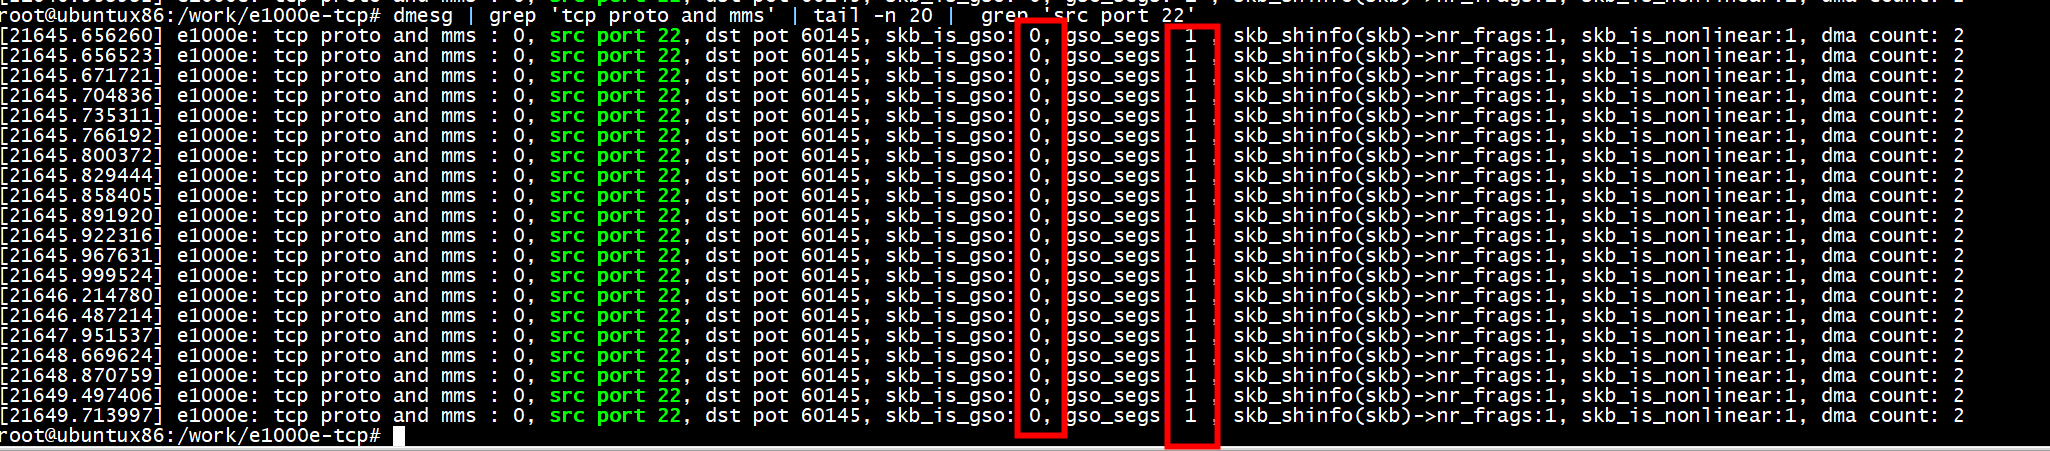 root@ubuntux86:/work/e1000e-tcp# dmesg | grep 'tcp proto and mms' | tail -n 20 |  grep 'src port 22'
[21645.656260] e1000e: tcp proto and mms : 0, src port 22, dst pot 60145, skb_is_gso: 0, gso_segs 1 , skb_shinfo(skb)->nr_frags:1, skb_is_nonlinear:1, dma count: 2
[21645.656523] e1000e: tcp proto and mms : 0, src port 22, dst pot 60145, skb_is_gso: 0, gso_segs 1 , skb_shinfo(skb)->nr_frags:1, skb_is_nonlinear:1, dma count: 2
[21645.671721] e1000e: tcp proto and mms : 0, src port 22, dst pot 60145, skb_is_gso: 0, gso_segs 1 , skb_shinfo(skb)->nr_frags:1, skb_is_nonlinear:1, dma count: 2
[21645.704836] e1000e: tcp proto and mms : 0, src port 22, dst pot 60145, skb_is_gso: 0, gso_segs 1 , skb_shinfo(skb)->nr_frags:1, skb_is_nonlinear:1, dma count: 2
[21645.735311] e1000e: tcp proto and mms : 0, src port 22, dst pot 60145, skb_is_gso: 0, gso_segs 1 , skb_shinfo(skb)->nr_frags:1, skb_is_nonlinear:1, dma count: 2
[21645.766192] e1000e: tcp proto and mms : 0, src port 22, dst pot 60145, skb_is_gso: 0, gso_segs 1 , skb_shinfo(skb)->nr_frags:1, skb_is_nonlinear:1, dma count: 2
[21645.800372] e1000e: tcp proto and mms : 0, src port 22, dst pot 60145, skb_is_gso: 0, gso_segs 1 , skb_shinfo(skb)->nr_frags:1, skb_is_nonlinear:1, dma count: 2
[21645.829444] e1000e: tcp proto and mms : 0, src port 22, dst pot 60145, skb_is_gso: 0, gso_segs 1 , skb_shinfo(skb)->nr_frags:1, skb_is_nonlinear:1, dma count: 2
[21645.858405] e1000e: tcp proto and mms : 0, src port 22, dst pot 60145, skb_is_gso: 0, gso_segs 1 , skb_shinfo(skb)->nr_frags:1, skb_is_nonlinear:1, dma count: 2
[21645.891920] e1000e: tcp proto and mms : 0, src port 22, dst pot 60145, skb_is_gso: 0, gso_segs 1 , skb_shinfo(skb)->nr_frags:1, skb_is_nonlinear:1, dma count: 2
[21645.922316] e1000e: tcp proto and mms : 0, src port 22, dst pot 60145, skb_is_gso: 0, gso_segs 1 , skb_shinfo(skb)->nr_frags:1, skb_is_nonlinear:1, dma count: 2
[21645.967631] e1000e: tcp proto and mms : 0, src port 22, dst pot 60145, skb_is_gso: 0, gso_segs 1 , skb_shinfo(skb)->nr_frags:1, skb_is_nonlinear:1, dma count: 2
[21645.999524] e1000e: tcp proto and mms : 0, src port 22, dst pot 60145, skb_is_gso: 0, gso_segs 1 , skb_shinfo(skb)->nr_frags:1, skb_is_nonlinear:1, dma count: 2
[21646.214780] e1000e: tcp proto and mms : 0, src port 22, dst pot 60145, skb_is_gso: 0, gso_segs 1 , skb_shinfo(skb)->nr_frags:1, skb_is_nonlinear:1, dma count: 2
[21646.487214] e1000e: tcp proto and mms : 0, src port 22, dst pot 60145, skb_is_gso: 0, gso_segs 1 , skb_shinfo(skb)->nr_frags:1, skb_is_nonlinear:1, dma count: 2
[21647.951537] e1000e: tcp proto and mms : 0, src port 22, dst pot 60145, skb_is_gso: 0, gso_segs 1 , skb_shinfo(skb)->nr_frags:1, skb_is_nonlinear:1, dma count: 2
[21648.669624] e1000e: tcp proto and mms : 0, src port 22, dst pot 60145, skb_is_gso: 0, gso_segs 1 , skb_shinfo(skb)->nr_frags:1, skb_is_nonlinear:1, dma count: 2
[21648.870759] e1000e: tcp proto and mms : 0, src port 22, dst pot 60145, skb_is_gso: 0, gso_segs 1 , skb_shinfo(skb)->nr_frags:1, skb_is_nonlinear:1, dma count: 2
[21649.497406] e1000e: tcp proto and mms : 0, src port 22, dst pot 60145, skb_is_gso: 0, gso_segs 1 , skb_shinfo(skb)->nr_frags:1, skb_is_nonlinear:1, dma count: 2
[21649.713997] e1000e: tcp proto and mms : 0, src port 22, dst pot 60145, skb_is_gso: 0, gso_segs 1 , skb_shinfo(skb)->nr_frags:1, skb_is_nonlinear:1, dma count: 2
root@ubuntux86:/work/e1000e-tcp#